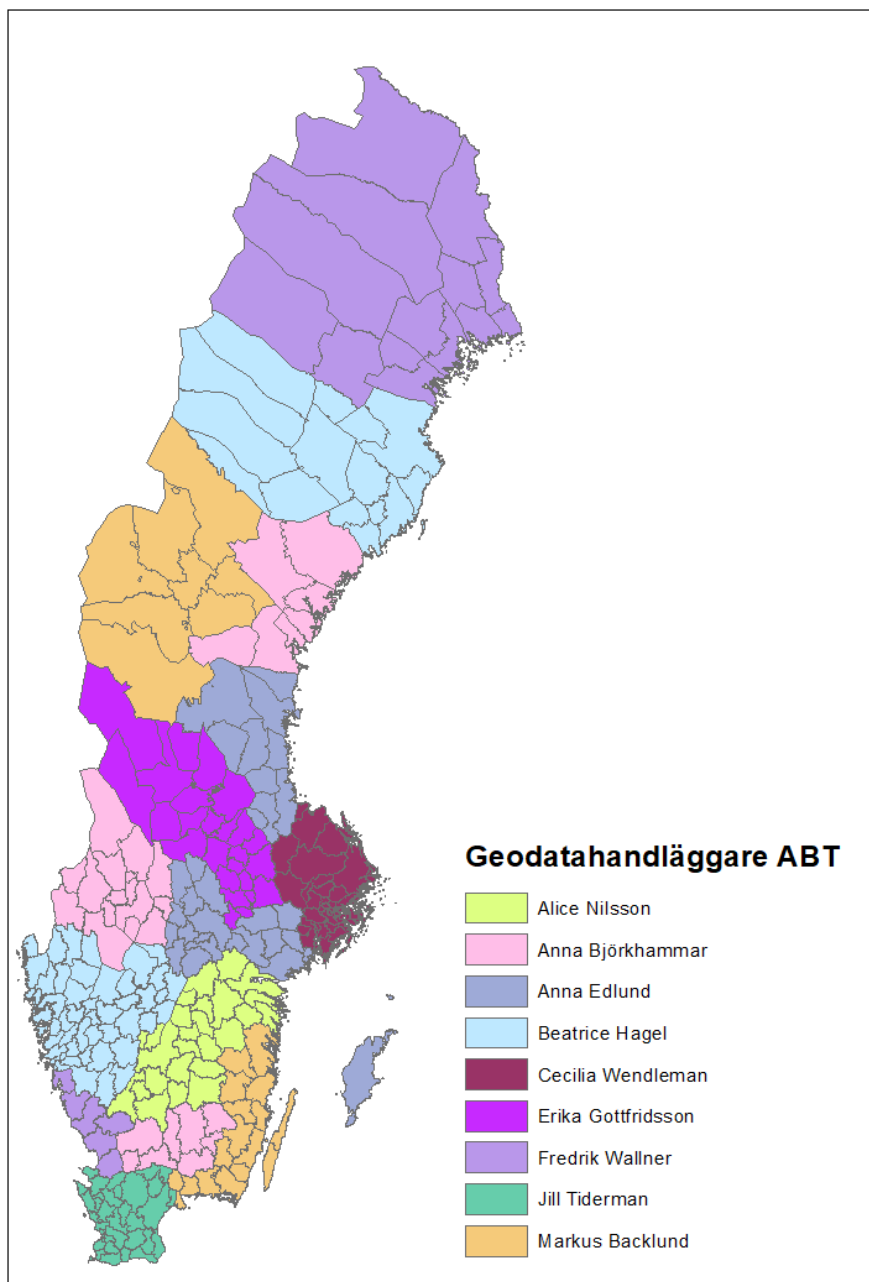 Geodatahandläggare ABT
Alice Nilsson
Anna Björkhammar
Anna Edlund
Beatrice Hagel
Cecilia Wendleman
Erika Gottfridsson
Fredrik Wallner
Jill Tiderman
Markus Backlund